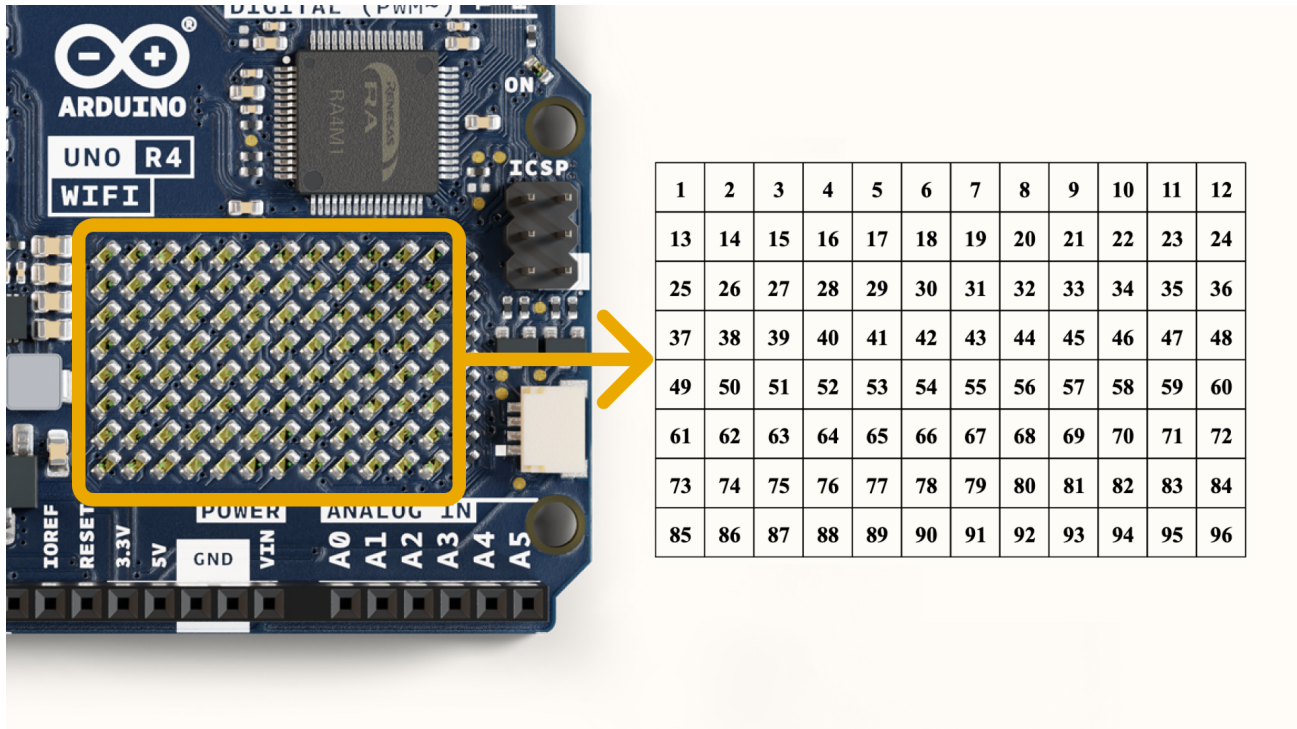 DIGITAL (PWM~)
ON
®
ARDUINO
RENESAS
RA
RA4M1
UNO R4
WIFI
ICSP
1 2 3 4 5 6 7 8 9 10 11 12
13 14 15 16 17 18 19 20 21 22 23 24
25 26 27 28 29 30 31 32 33 34 35 36
37 38 39 40 41 42 43 44 45 46 47 48
49 50 51 52 53 54 55 56 57 58 59 60
61 62 63 64 65 66 67 68 69 70 71 72
73 74 75 76 77 78 79 80 81 82 83 84
85 86 87 88 89 90 91 92 93 94 95 96
POWER
ANALOG IN
IOREF
RESET
3.3V
5V
GND
VIN
A0
A1
A2
A3
A4
A5